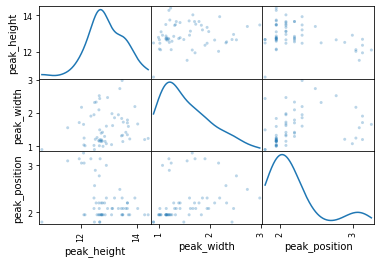 14
12
peak_height
3
2
1
peak_width
3
2
peak_position
12
14
1
2
3
2
3
peak_height
peak_width
peak_position